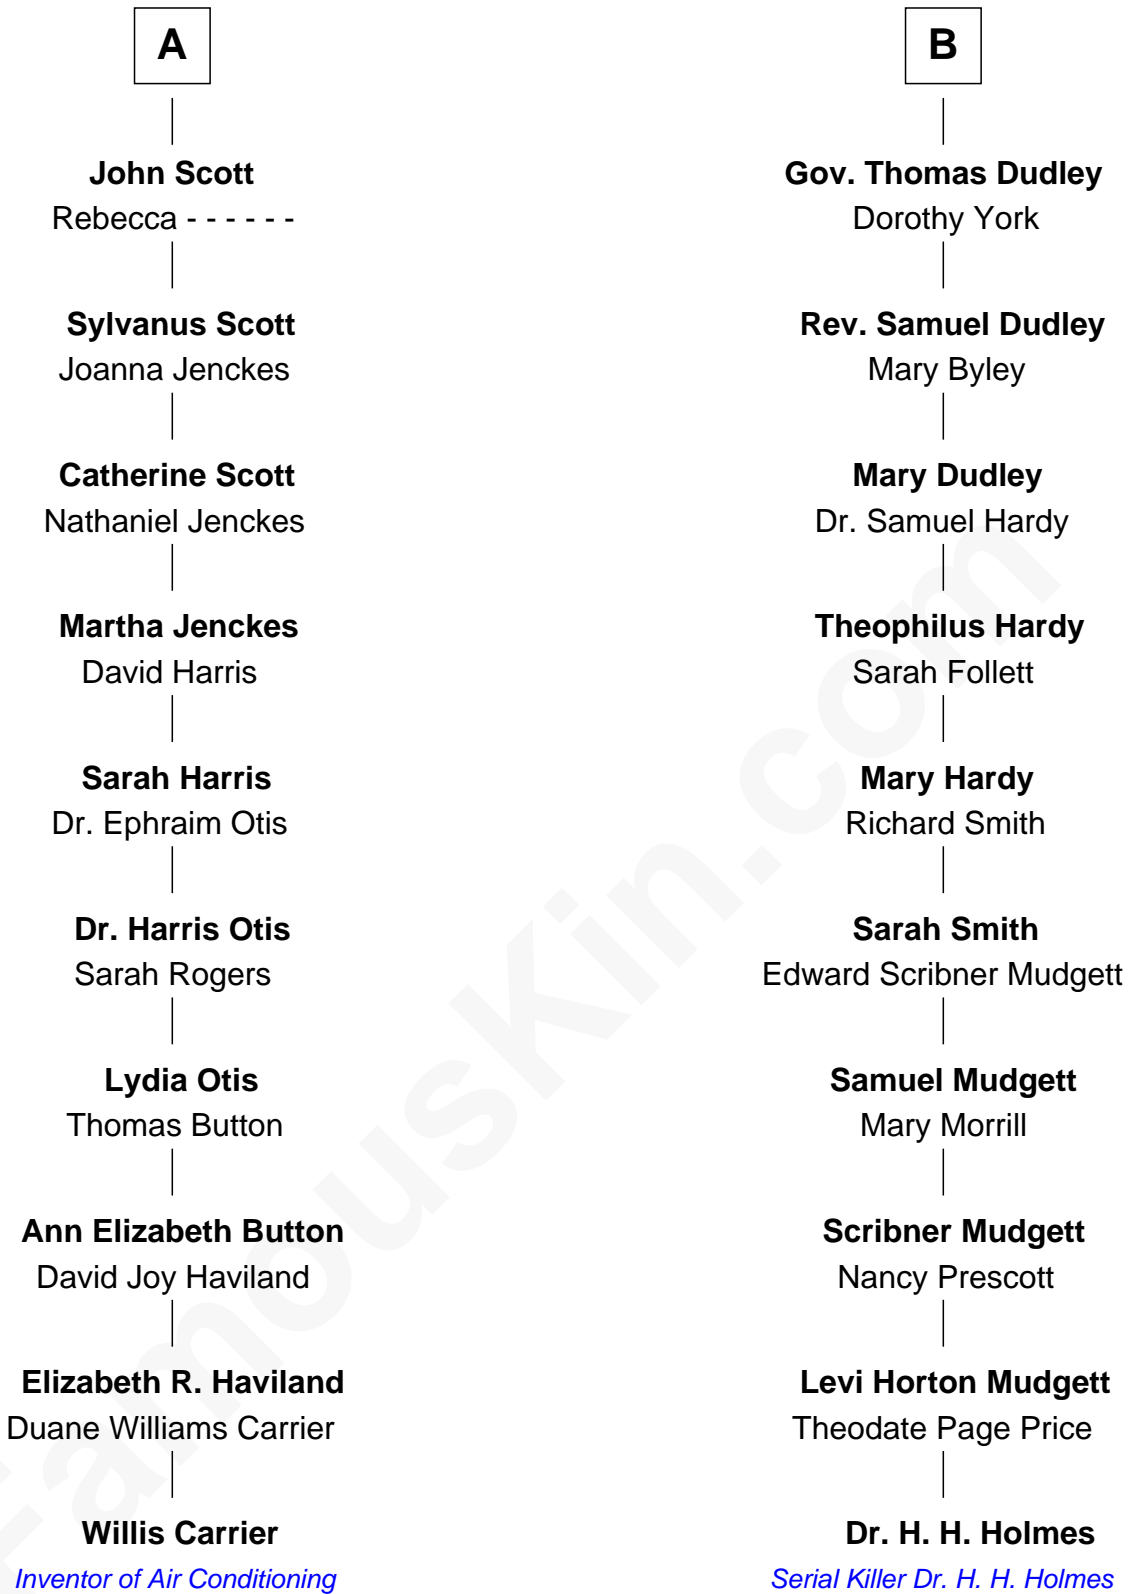 A
John Scott
Rebecca - - - - - -
Sylvanus Scott
Joanna Jenckes
Catherine Scott
Nathaniel Jenckes
Martha Jenckes
David Harris
Sarah Harris
Dr. Ephraim Otis
Dr. Harris Otis
Sarah Rogers
Lydia Otis
Thomas Button
Ann Elizabeth Button
David Joy Haviland
Elizabeth R. Haviland
Duane Williams Carrier
Willis Carrier
Inventor of Air Conditioning
B
Gov. Thomas Dudley
Dorothy York
Rev. Samuel Dudley
Mary Byley
Mary Dudley
Dr. Samuel Hardy
Theophilus Hardy
Sarah Follett
Mary Hardy
Richard Smith
Sarah Smith
Edward Scribner Mudgett
Samuel Mudgett
Mary Morrill
Scribner Mudgett
Nancy Prescott
Levi Horton Mudgett
Theodate Page Price
Dr. H. H. Holmes
Serial Killer Dr. H. H. Holmes
FamousKin.com